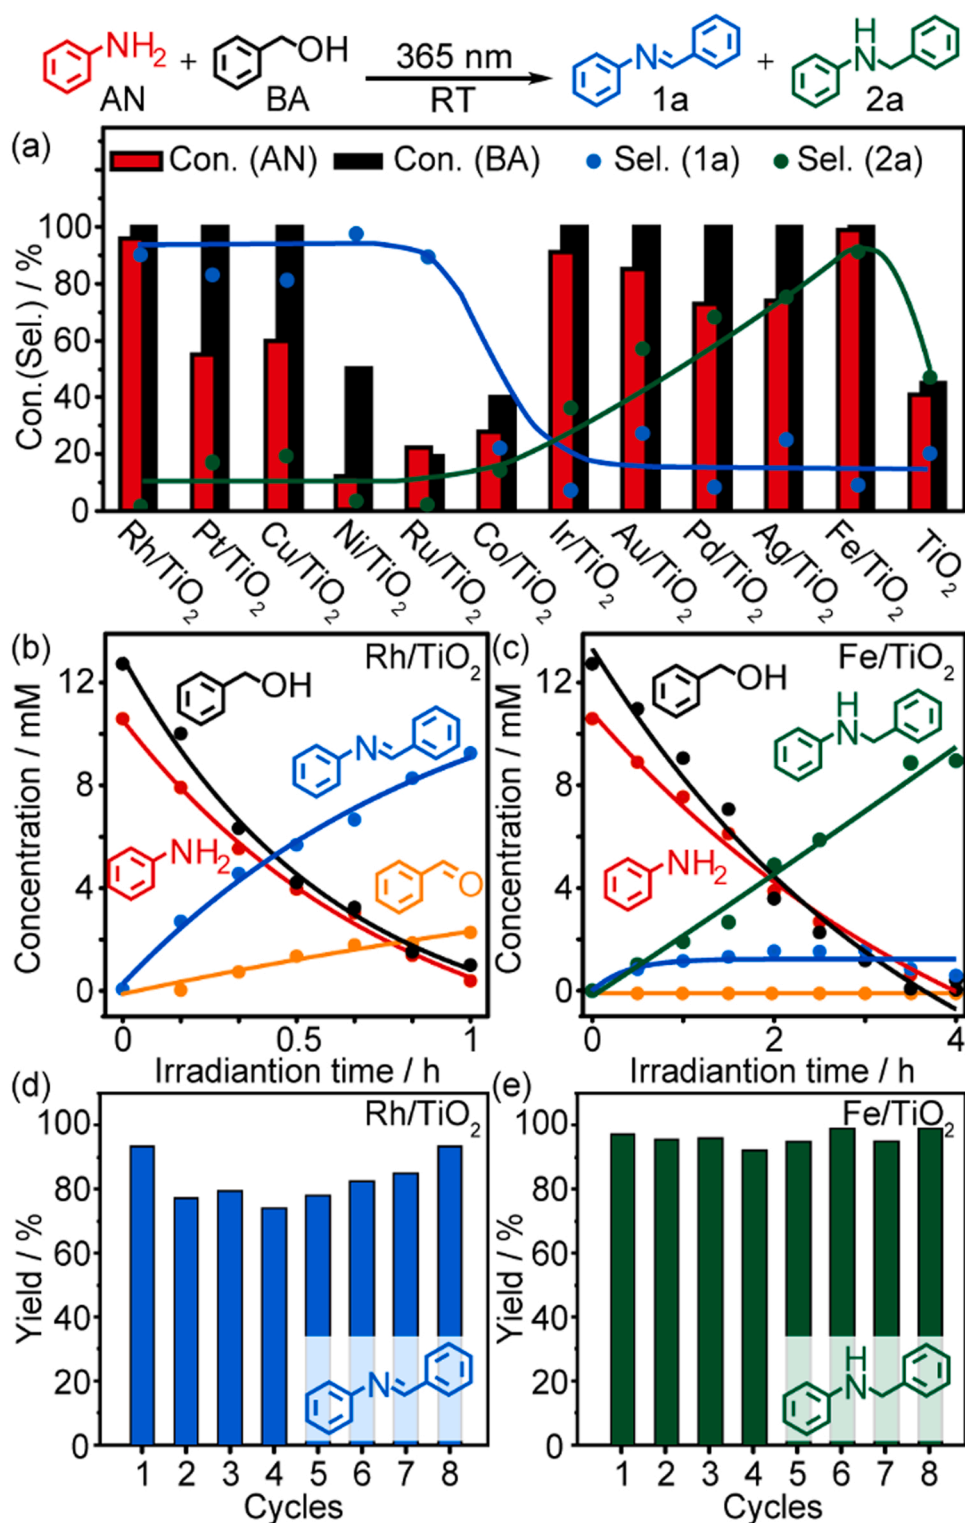 NH2 + OH 365 nm N + H N
AN BA RT 1a 2a
(a)
Con. (AN) Con. (BA) Sel. (1a) Sel. (2a)
Con.(Sel.) / %
100
80
60
40
20
0
Rh/TiO2 Pt/TiO2 Cu/TiO2 Ni/TiO2 Ru/TiO2 Co/TiO2 Ir/TiO2 Au/TiO2 Pd/TiO2 Ag/TiO2 Fe/TiO2 TiO2
(b) Rh/TiO2
Concentration / mM
12
8
4
0
OH
N
NH2
O
0 0.5 1
Irradiantion time / h
(c) Fe/TiO2
Concentration / mM
12
8
4
0
OH
H
N
NH2
0 2 4
Irradiantion time / h
(d) Rh/TiO2
Yield / %
100
80
60
40
20
0
N
1 2 3 4 5 6 7 8
Cycles
(e) Fe/TiO2
Yield / %
100
80
60
40
20
0
H
N
1 2 3 4 5 6 7 8
Cycles